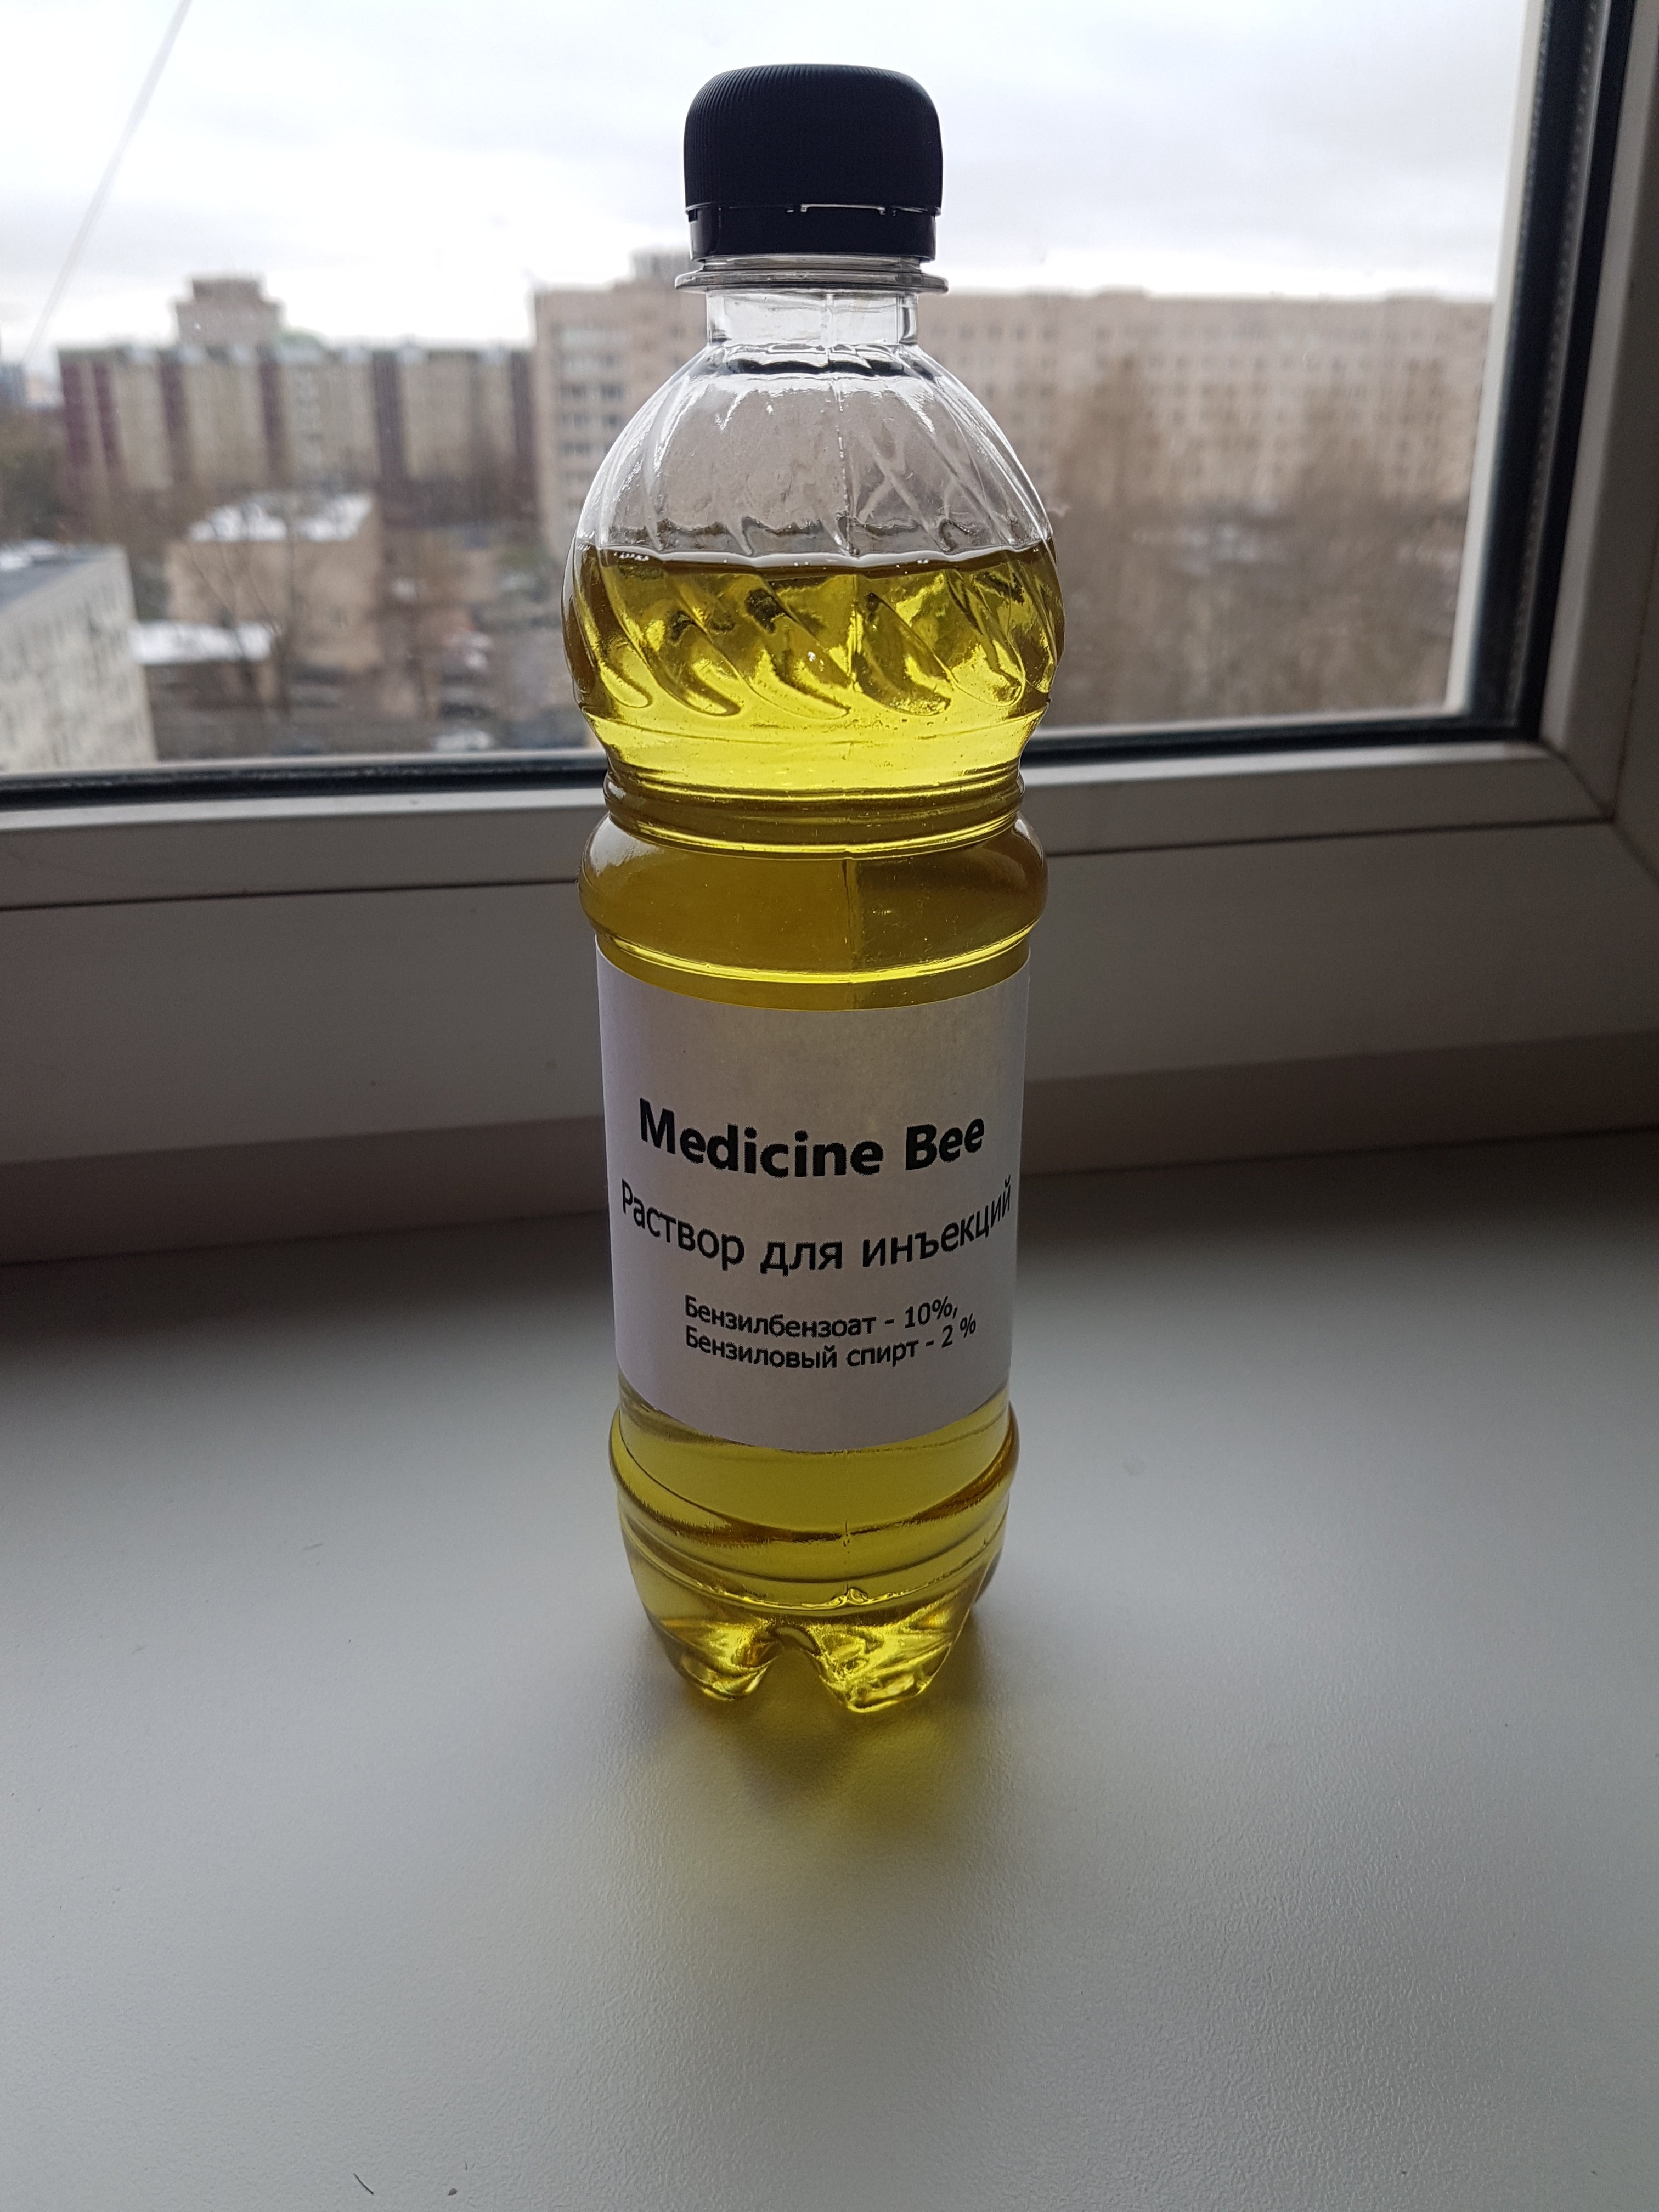 Medicine Bee
Раствор для инъекций
Бензилбензоат - 10%,
Бензиловый спирт - 2 %